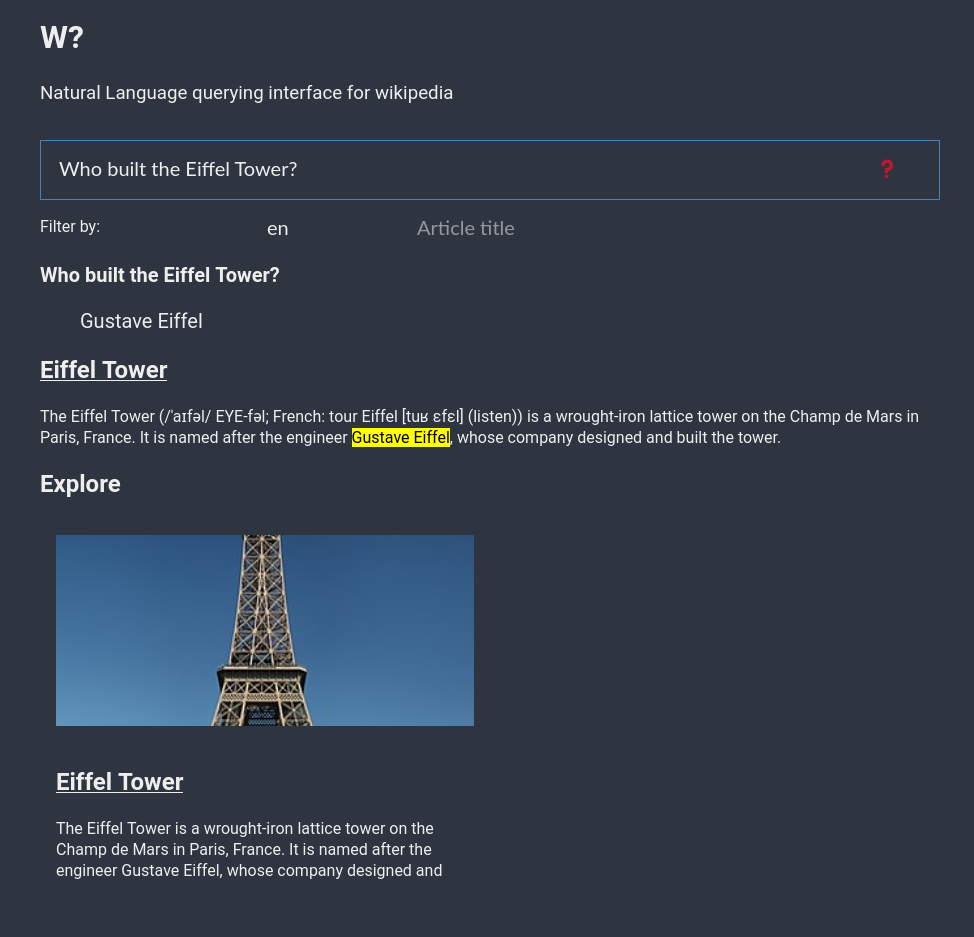 W?
Natural Language querying interface for wikipedia
Who built the Eiffel Tower?
?
Filter by:
en
Article title
Who built the Eiffel Tower?
Gustave Eiffel
Eiffel Tower
The Eiffel Tower (/ˈaɪfəl/ EYE-fəl; French: tour Eiffel [tuʁ ɛfɛl] (listen)) is a wrought-iron lattice tower on the Champ de Mars in
Paris, France. It is named after the engineer Gustave Eiffel, whose company designed and built the tower.
Explore
Eiffel Tower
The Eiffel Tower is a wrought-iron lattice tower on the
Champ de Mars in Paris, France. It is named after the
engineer Gustave Eiffel, whose company designed and